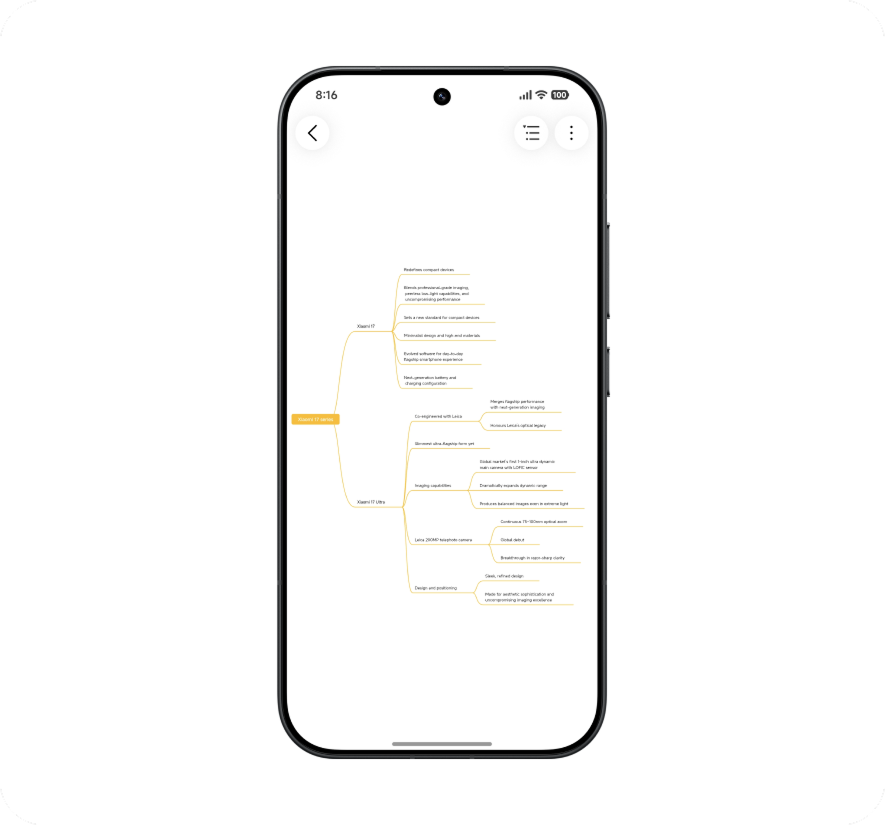 8:16
100
Redefines compact devices
Blends professional-grade imaging,
peerless low-light capabilities, and
uncompromising performance
Sets a new standard for compact devices
Xiaomi 17
Minimalist design and high-end materials
Evolved software for day-to-day
flagship smartphone experience
Next-generation battery and
charging configuration
Xiaomi 17 series
Merges flagship performance
with next-generation imaging
Co-engineered with Leica
Honours Leica's optical legacy
Slimmest ultra-flagship form yet
Global market's first 1-inch ultra dynamic
main camera with LOFIC sensor
Imaging capabilities
Dramatically expands dynamic range
Xiaomi 17 Ultra
Produces balanced images even in extreme light
Continuous 75-100mm optical zoom
Leica 200MP telephoto camera
Global debut
Breakthrough in razor-sharp clarity
Sleek, refined design
Design and positioning
Made for aesthetic sophistication and
uncompromising imaging excellence